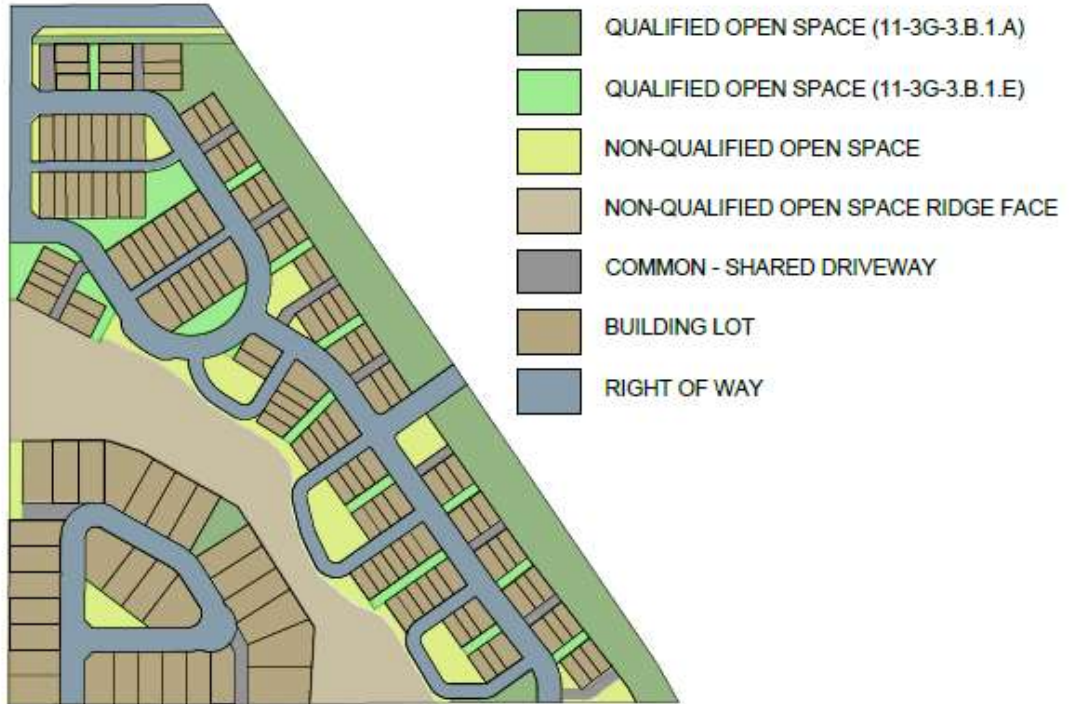 QUALIFIED OPEN SPACE (11-3G-3.B.1.A)
QUALIFIED OPEN SPACE (11-3G-3.B.1.E)
NON-QUALIFIED OPEN SPACE
NON-QUALIFIED OPEN SPACE RIDGE FACE
COMMON - SHARED DRIVEWAY
BUILDING LOT
RIGHT OF WAY